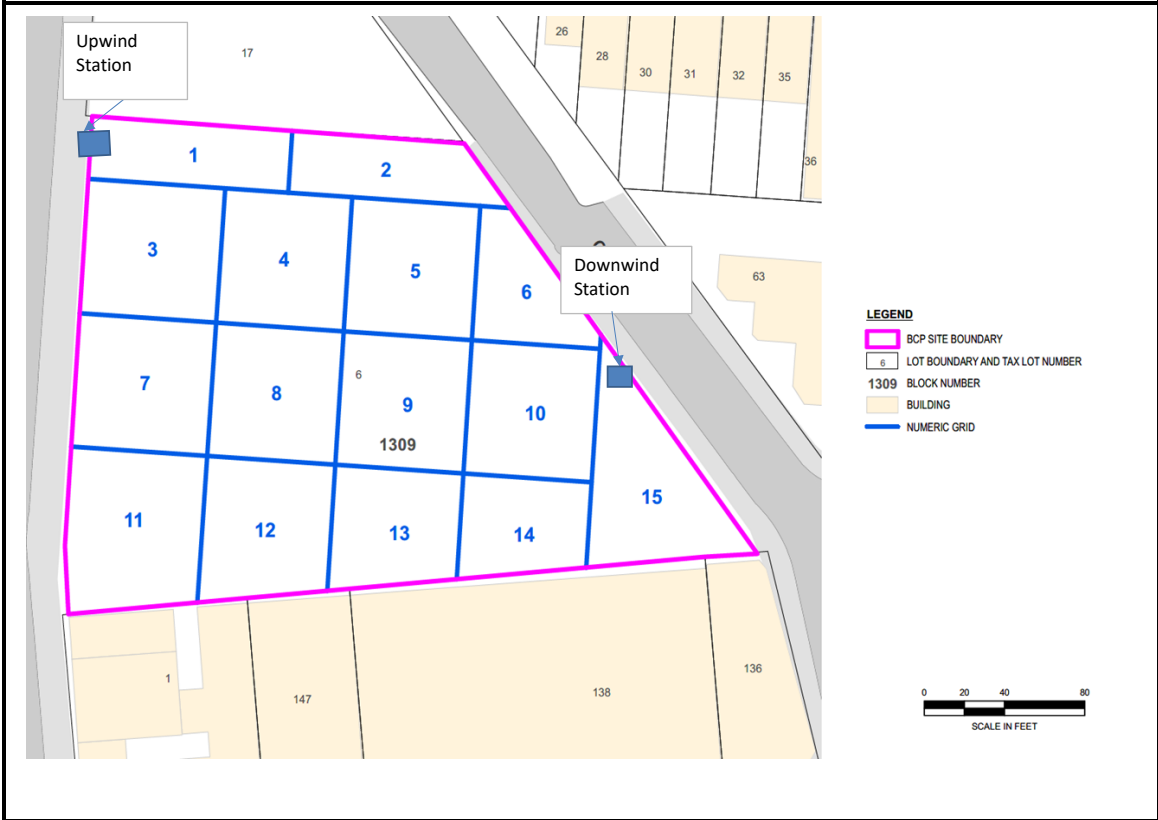 Upwind
Station
17
26
28
30
31
32
35
36
1
2
3
4
5
6
Downwind
Station
63
7
8
6
9
1309
10
11
12
13
14
15
1
147
138
136
LEGEND
BCP SITE BOUNDARY
6 LOT BOUNDARY AND TAX LOT NUMBER
1309 BLOCK NUMBER
BUILDING
NUMERIC GRID
0 20 40 80
SCALE IN FEET